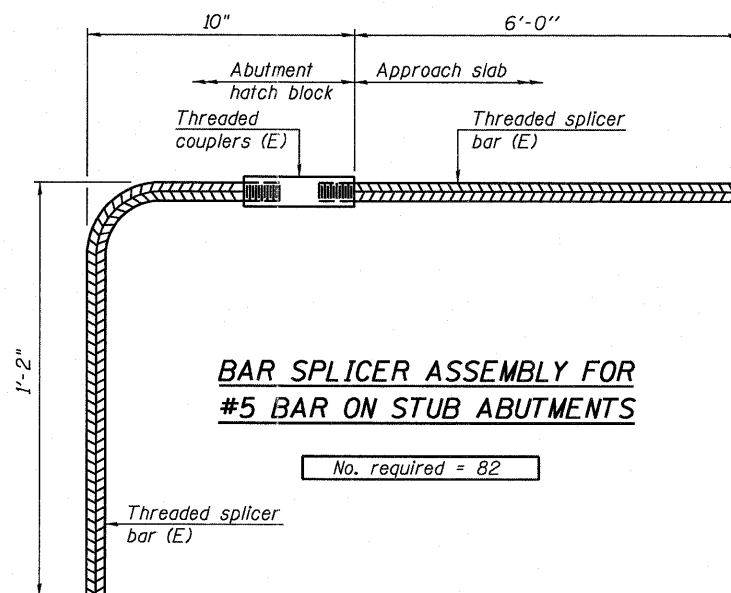 10"
6'-0"
Abutment
hatch block
Approach slab
Threaded
couplers (E)
Threaded splicer
bar (E)
1'-2"
BAR SPLICER ASSEMBLY FOR
#5 BAR ON STUB ABUTMENTS
No. required = 82
Threaded splicer
bar (E)